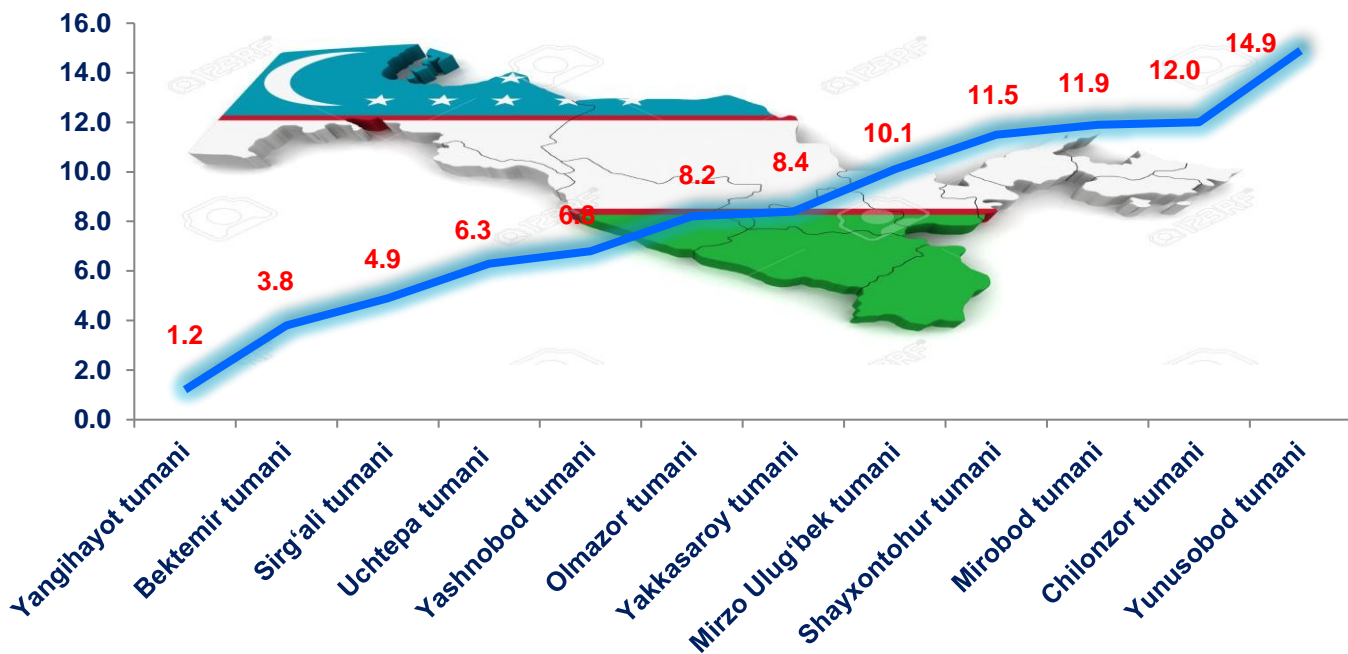 16.0
14.0
12.0
10.0
8.0
6.0
4.0
2.0
0.0
1.2
3.8
4.9
6.3
6.8
8.2
8.4
10.1
11.5
11.9
12.0
14.9
Yangihayot tumani
Bektemir tumani
Sirg‘ali tumani
Uchtepa tumani
Yashnobod tumani
Olmazor tumani
Yakkasaroy tumani
Mirzo Ulug‘bek tumani
Shayxontohur tumani
Mirobod tumani
Chilonzor tumani
Yunusobod tumani